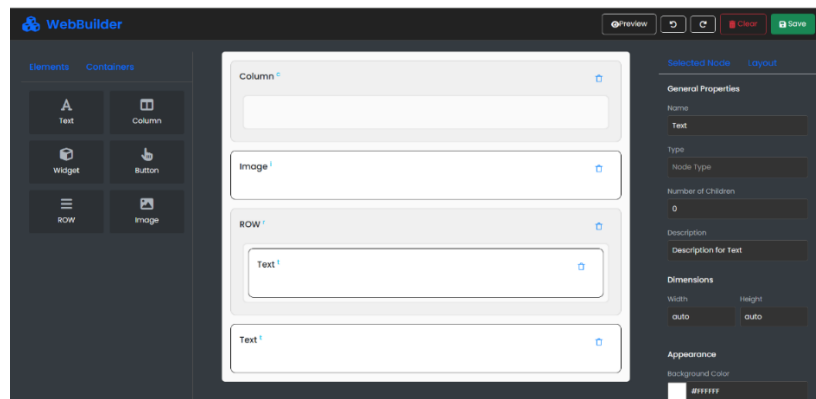 WebBuilder
Preview
Clear
Save
Elements Containers
Text
Column
Widget
Button
ROW
Image
Column c
Image i
ROW r
Text t
Text t
Selected Node Layout
General Properties
Name
Text
Type
Node Type
Number of Children
0
Description
Description for Text
Dimensions
Width Height
auto auto
Appearance
Background Color
#FFFFFF